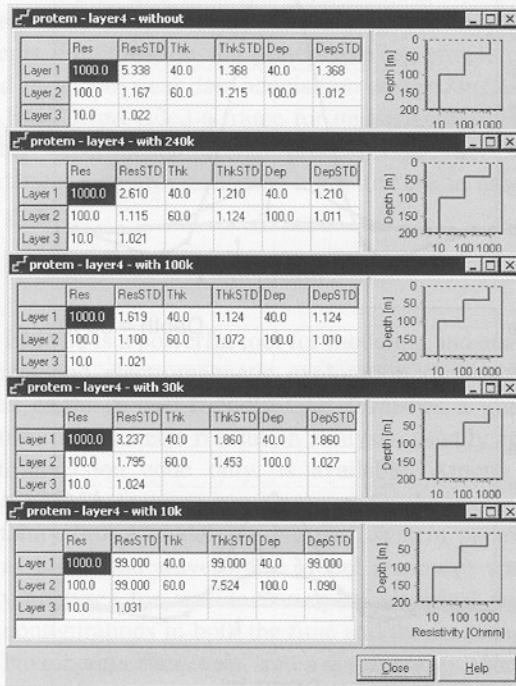 protem - layer4 - without
Res ResSTD Thk ThkSTD Dep DepSTD
Layer 1 1000.0 5.338 40.0 1.368 40.0 1.368
Layer 2 100.0 1.167 60.0 1.215 100.0 1.012
Layer 3 10.0 1.022
Depth [m]
0
50
100
150
200
10 100 1000
protem - layer4 - with 240k
Res ResSTD Thk ThkSTD Dep DepSTD
Layer 1 1000.0 2.610 40.0 1.210 40.0 1.210
Layer 2 100.0 1.115 60.0 1.124 100.0 1.011
Layer 3 10.0 1.021
Depth [m]
0
50
100
150
200
10 100 1000
protem - layer4 - with 100k
Res ResSTD Thk ThkSTD Dep DepSTD
Layer 1 1000.0 1.619 40.0 1.124 40.0 1.124
Layer 2 100.0 1.100 60.0 1.072 100.0 1.010
Layer 3 10.0 1.021
Depth [m]
0
50
100
150
200
10 100 1000
protem - layer4 - with 30k
Res ResSTD Thk ThkSTD Dep DepSTD
Layer 1 1000.0 3.237 40.0 1.860 40.0 1.860
Layer 2 100.0 1.795 60.0 1.453 100.0 1.027
Layer 3 10.0 1.024
Depth [m]
0
50
100
150
200
10 100 1000
protem - layer4 - with 10k
Res ResSTD Thk ThkSTD Dep DepSTD
Layer 1 1000.0 99.000 40.0 99.000 40.0 99.000
Layer 2 100.0 99.000 60.0 7.524 100.0 1.090
Layer 3 10.0 1.031
Depth [m]
0
50
100
150
200
10 100 1000
Resistivity [Ohmm]
Close Help